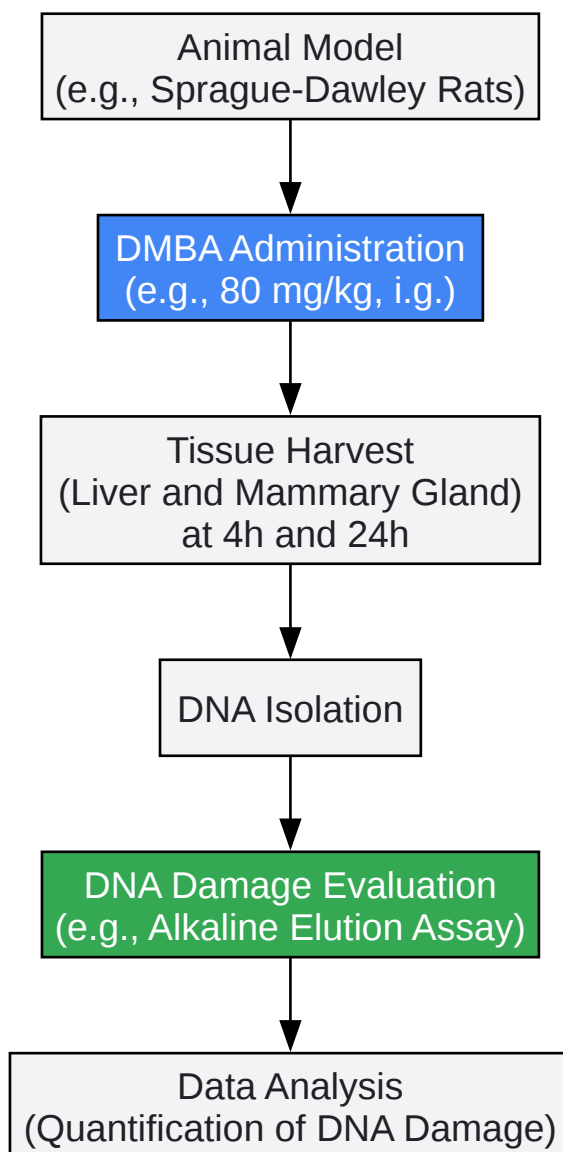 Animal Model
(e.g., Sprague-Dawley Rats)
DMBA Administration
(e.g., 80 mg/kg, i.g.)
Tissue Harvest
(Liver and Mammary Gland)
at 4h and 24h
DNA Isolation
DNA Damage Evaluation
(e.g., Alkaline Elution Assay)
Data Analysis
(Quantification of DNA Damage)